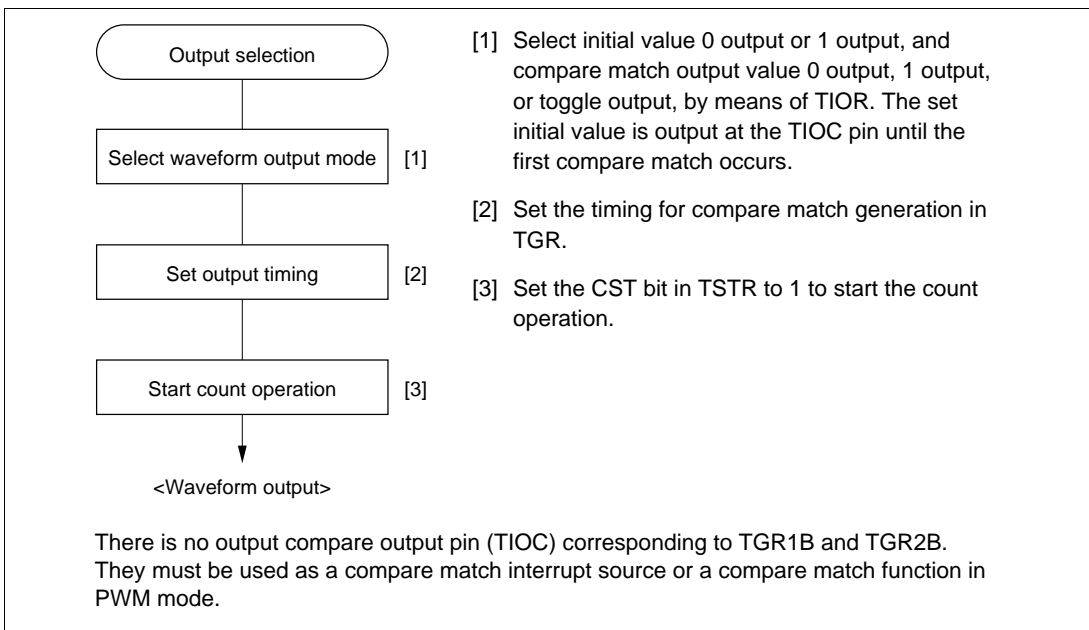 Output selection
Select waveform output mode [1]
Set output timing [2]
Start count operation [3]
<Waveform output>
[1] Select initial value 0 output or 1 output, and
compare match output value 0 output, 1 output,
or toggle output, by means of TIOR. The set
initial value is output at the TIOC pin until the
first compare match occurs.
[2] Set the timing for compare match generation in
TGR.
[3] Set the CST bit in TSTR to 1 to start the count
operation.
There is no output compare output pin (TIOC) corresponding to TGR1B and TGR2B.
They must be used as a compare match interrupt source or a compare match function in
PWM mode.